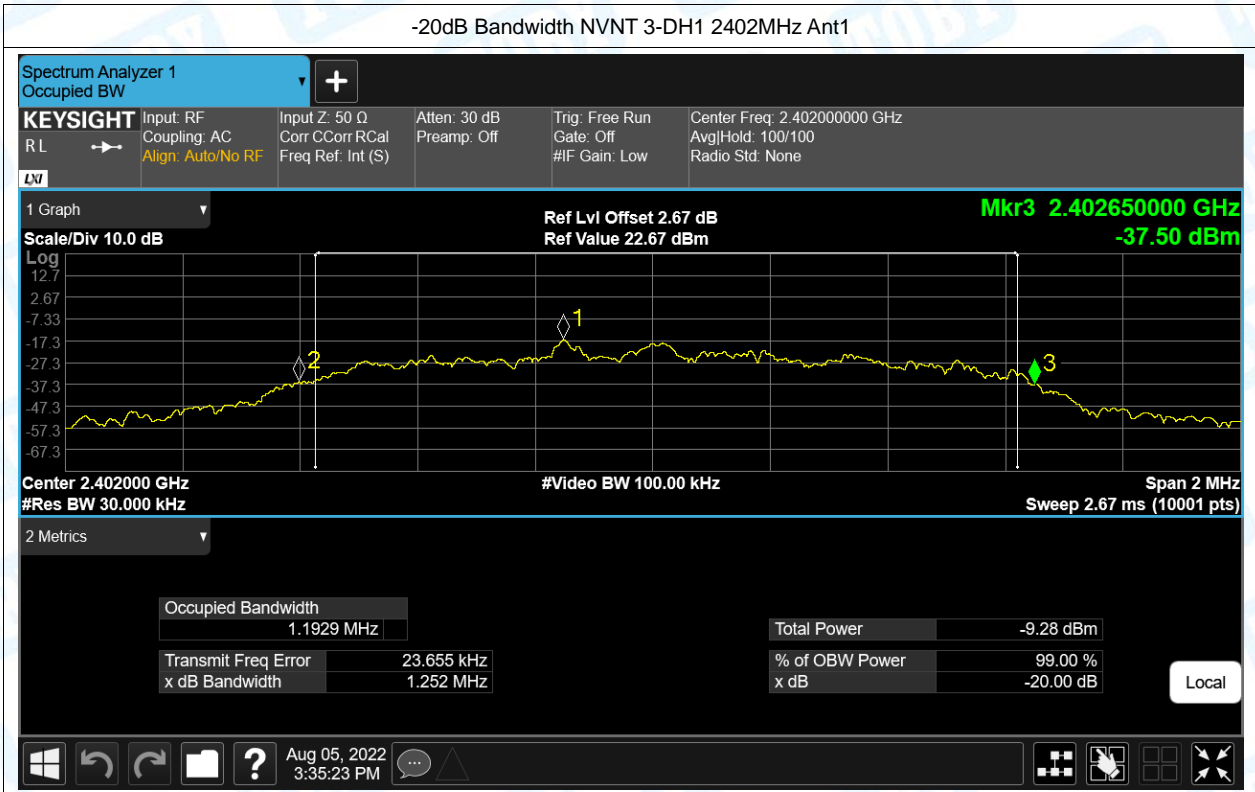 -20dB Bandwidth NVNT 3-DH1 2402MHz Ant1
Spectrum Analyzer 1
Occupied BW
KEYSIGHT
R L
LXI
Input: RF
Coupling: AC
Align: Auto/No RF
Input Z: 50 Ω
Corr CCorr RCal
Freq Ref: Int (S)
Atten: 30 dB
Preamp: Off
Trig: Free Run
Gate: Off
#IF Gain: Low
Center Freq: 2.402000000 GHz
Avg|Hold: 100/100
Radio Std: None
1 Graph
Scale/Div 10.0 dB
Ref Lvl Offset 2.67 dB
Ref Value 22.67 dBm
Mkr3 2.402650000 GHz
-37.50 dBm
Log
12.7
2.67
-7.33
-17.3
-27.3
-37.3
-47.3
-57.3
-67.3
1
2
3
Center 2.402000 GHz
#Video BW 100.00 kHz
Span 2 MHz
#Res BW 30.000 kHz
Sweep 2.67 ms (10001 pts)
2 Metrics
Occupied Bandwidth
1.1929 MHz
Total Power -9.28 dBm
Transmit Freq Error 23.655 kHz
% of OBW Power 99.00 %
x dB Bandwidth 1.252 MHz
x dB -20.00 dB
Local
Aug 05, 2022
3:35:23 PM